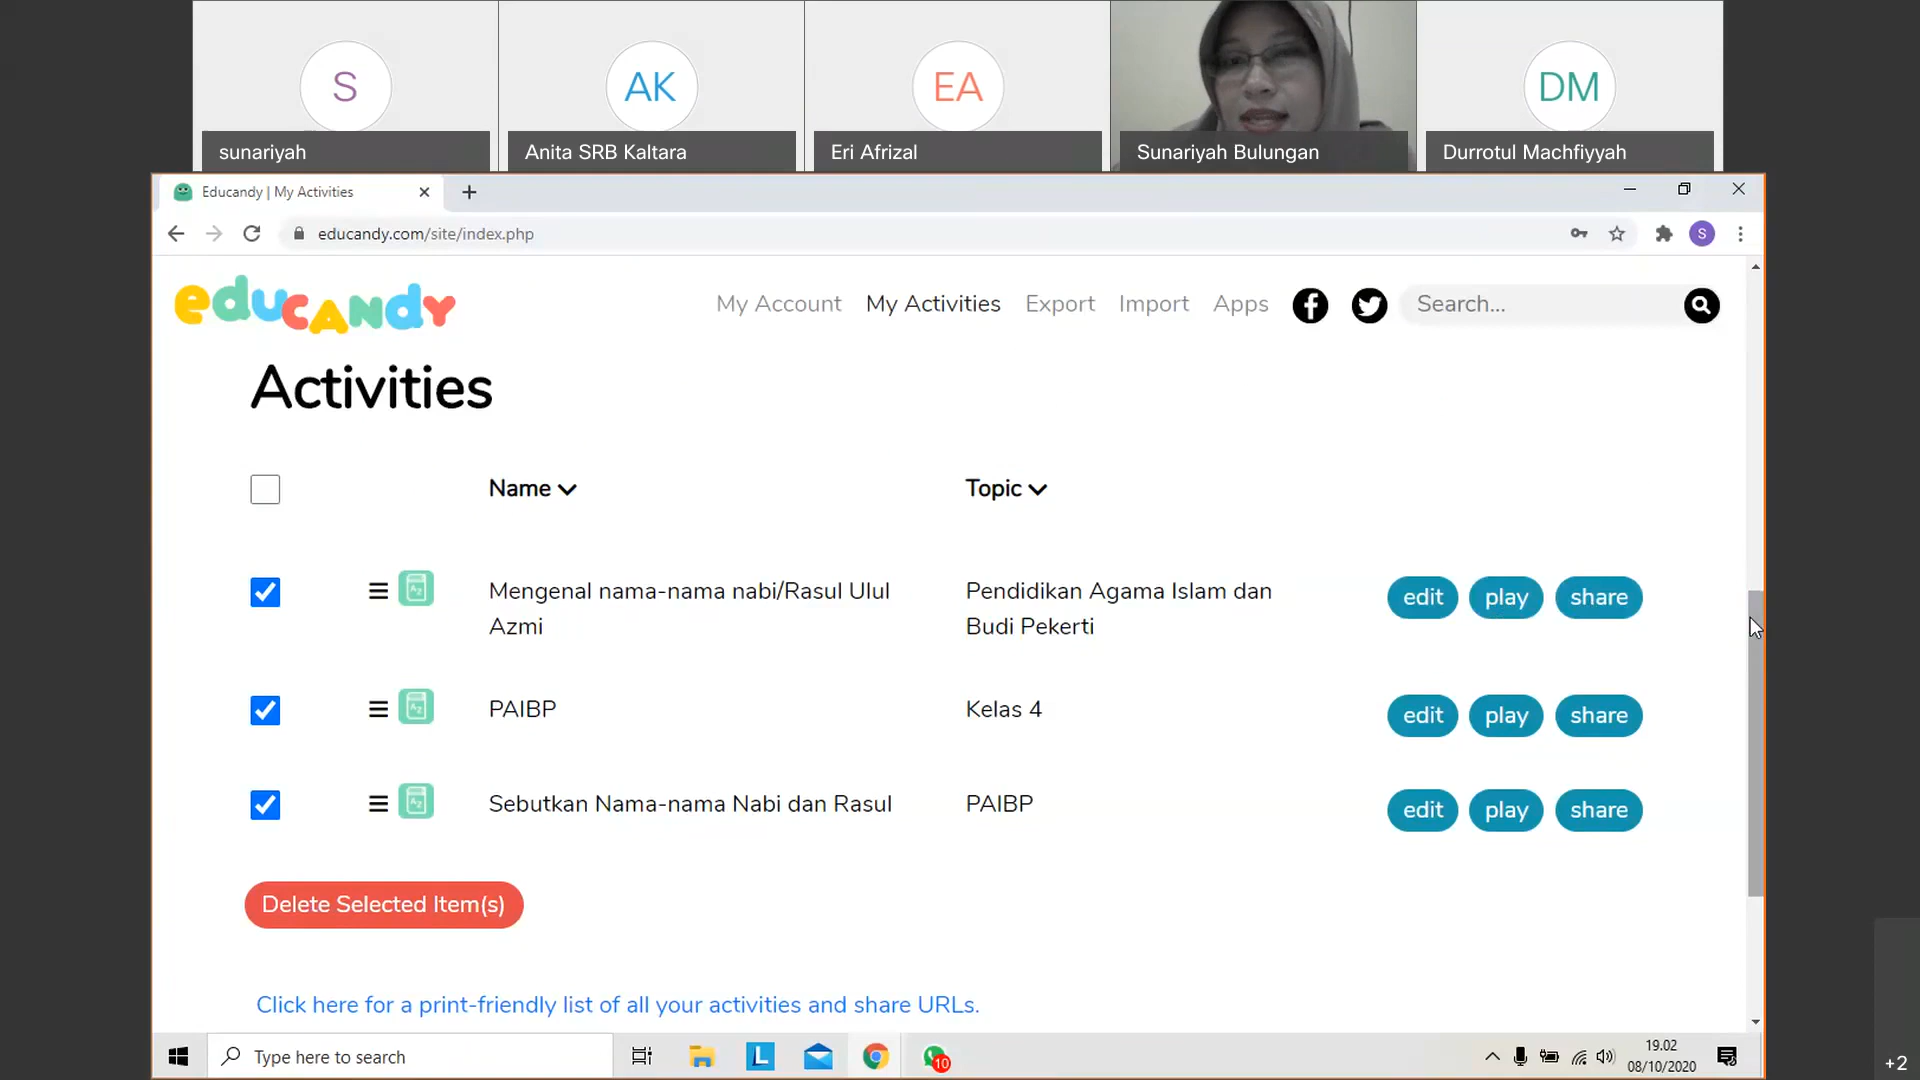 S
AK
EA
DM
sunariyah
Anita SRB Kaltara
Eri Afrizal
Sunariyah Bulungan
Durrotul Machfiyyah
Educandy | My Activities
educandy.com/site/index.php
S
educandy
My Account
My Activities
Export
Import
Apps
Search...
Activities
Name
Topic
Mengenal nama-nama nabi/Rasul Ulul
Azmi
Pendidikan Agama Islam dan
Budi Pekerti
edit
play
share
PAIBP
Kelas 4
edit
play
share
Sebutkan Nama-nama Nabi dan Rasul
PAIBP
edit
play
share
Delete Selected Item(s)
Click here for a print-friendly list of all your activities and share URLs.
Type here to search
L
10
19.02
08/10/2020
+2